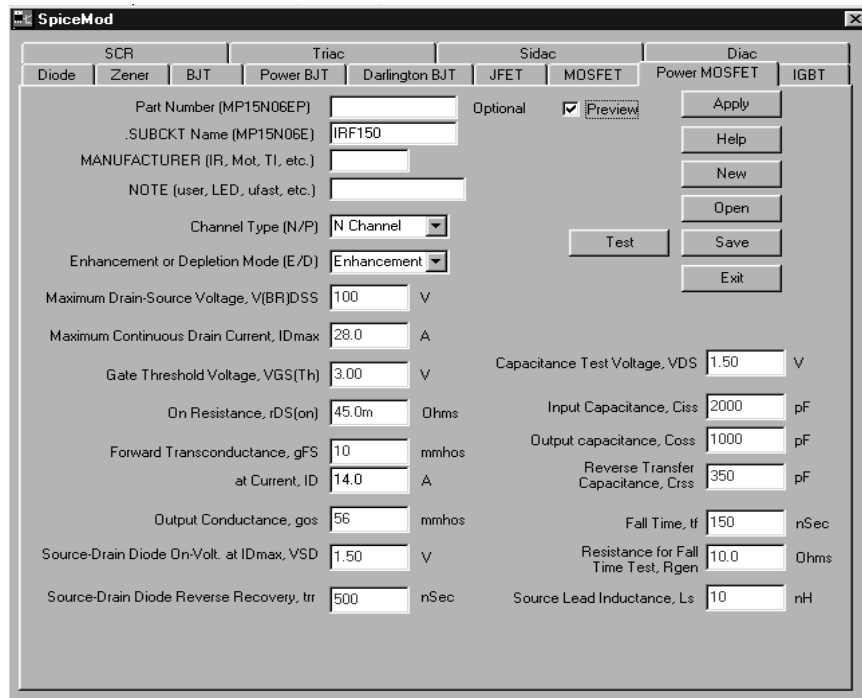 SpiceMod
SCR Triac Sidac Diac
Diode Zener BJT Power BJT Darlington BJT JFET MOSFET Power MOSFET IGBT
Part Number (MP15N06EP) Optional Preview Apply
.SUBCKT Name (MP15N06E) IRF150 Help
MANUFACTURER (IR, Mot, TI, etc.) New
NOTE (user, LED, ufast, etc.) Open
Channel Type (N/P) N Channel Test Save
Enhancement or Depletion Mode (E/D) Enhancement Exit
Maximum Drain-Source Voltage, V(BR)DSS 100 V
Maximum Continuous Drain Current, IDmax 28.0 A
Gate Threshold Voltage, VGS(Th) 3.00 V
On Resistance, rDS(on) 45.0m Ohms
Forward Transconductance, gFS 10 mmhos
at Current, ID 14.0 A
Output Conductance, gos 56 mmhos
Source-Drain Diode On-Volt. at IDmax, VSD 1.50 V
Source-Drain Diode Reverse Recovery, trr 500 nSec
Capacitance Test Voltage, VDS 1.50 V
Input Capacitance, Ciss 2000 pF
Output capacitance, Coss 1000 pF
Reverse Transfer
Capacitance, Crss 350 pF
Fall Time, tf 150 nSec
Resistance for Fall
Time Test, Rgen 10.0 Ohms
Source Lead Inductance, Ls 10 nH